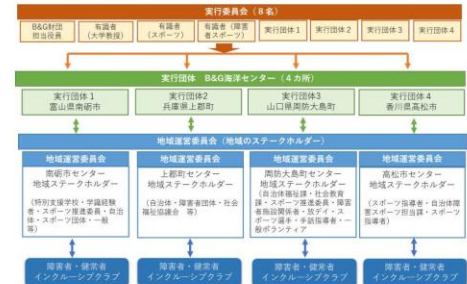 実行委員会(8名)
B&G財団
担当役員
有識者
(大学教授)
有識者
(スポーツ)
有識者(障害
者スポーツ)
実行団体1
実行団体2
実行団体3
実行団体4
実行団体 B&G海洋センター(4カ所)
実行団体1
富山県南砺市
実行団体2
兵庫県上郡町
実行団体3
山口県周防大島町
実行団体4
香川県高松市
地域運営委員会(地域のステークホルダー)
地域運営委員会
南砺市センター
地域ステークホルダー
(特別支援学校・学識経験
者・スポーツ推進委員・自治
体・スポーツ団体・一般
等)
地域運営委員会
上郡町センター
地域ステークホルダー
(自治体・障害者団体・社会
福祉協議会 等)
地域運営委員会
周防大島町センター
地域ステークホルダー
(自治体福祉課・社会教育
課・スポーツ推進委員・障害
者施設関係者・放デイ・ス
ポーツ選手・手話指導者・一
般ボランティア
地域運営委員会
高松市センター
地域ステークホルダー
(スポーツ指導者・自治体障
害スポーツ担当課・スポーツ
指導者)
障害者・健常者
インクルーシブクラブ
障害者・健常者
インクルーシブクラブ
障害者・健常者
インクルーシブクラブ
障害者・健常者
インクルーシブクラブ